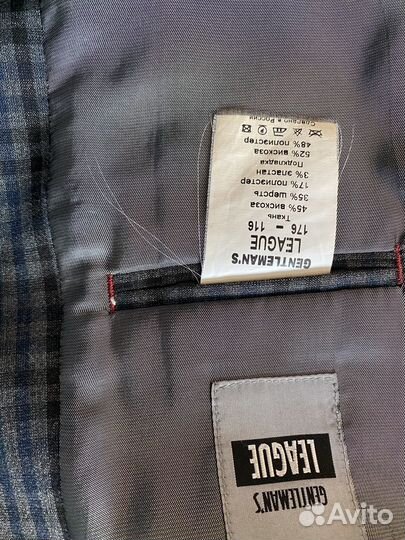 GENTLEMAN'S
LEAGUE
176 - 116
Ткань
45% вискоза
35% шерсть
17% полиэстер
3% эластан
Подкладка
52% вискоза
48% полиэстер
Сделано в России
GENTLEMAN'S
LEAGUE
Avito